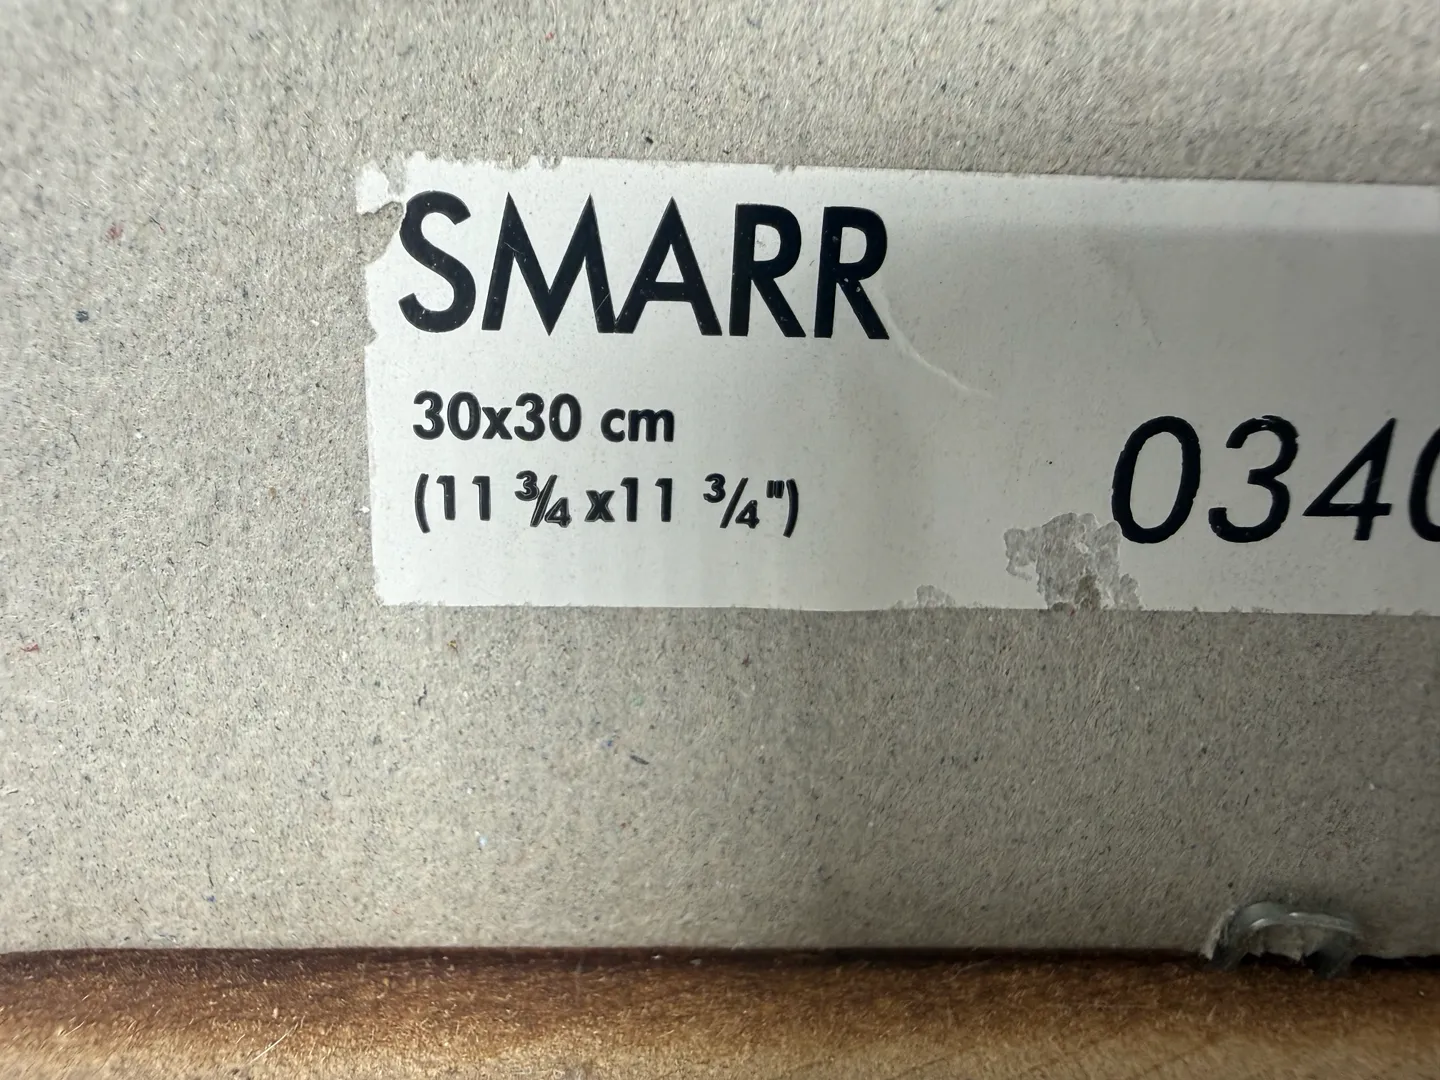 SMARR
30x30 cm
(11 ¾ x11 ¾")
034